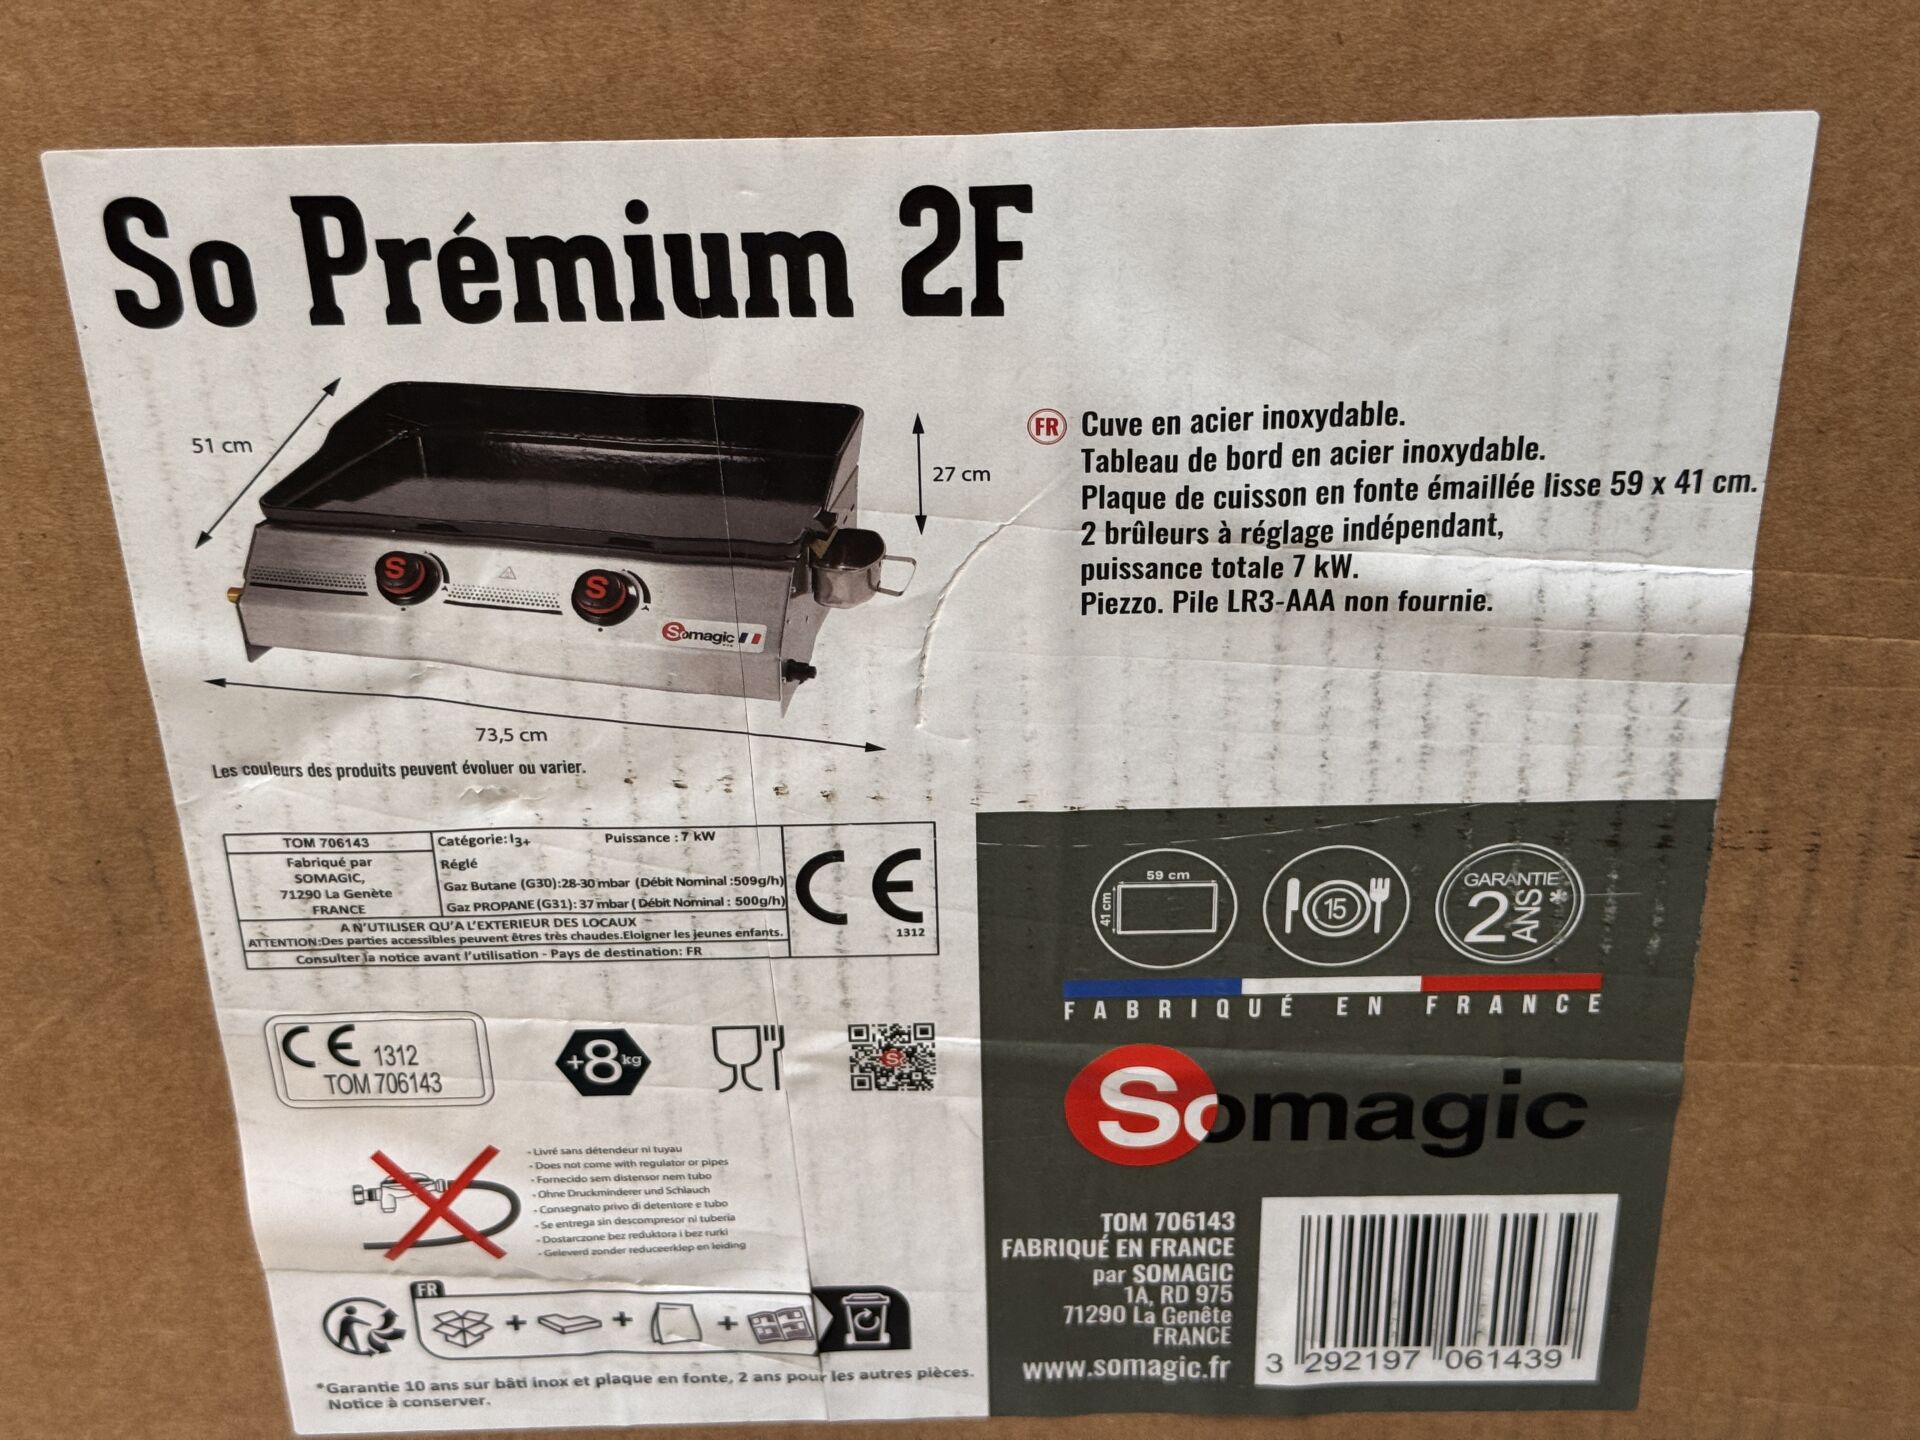 So Prémium 2F
51 cm
27 cm
73,5 cm
Somagic
Les couleurs des produits peuvent évoluer ou varier.
FR
Cuve en acier inoxydable.
Tableau de bord en acier inoxydable.
Plaque de cuisson en fonte émaillée lisse 59 x 41 cm.
2 brûleurs à réglage indépendant,
puissance totale 7 kW.
Piezzo. Pile LR3-AAA non fournie.
TOM 706143
Fabriqué par
SOMAGIC,
71290 La Genète
FRANCE
Catégorie: I3+ Puissance : 7 kW
Réglé
Gaz Butane (G30):28-30 mbar (Débit Nominal :509g/h)
Gaz PROPANE (G31): 37 mbar ( Débit Nominal : 500g/h)
A N'UTILISER QU'A L'EXTERIEUR DES LOCAUX
ATTENTION:Des parties accessibles peuvent êtres très chaudes.Eloigner les jeunes enfants.
Consulter la notice avant l'utilisation - Pays de destination: FR
CE
1312
CE 1312
TOM 706143
+8kg
So
- Livré sans détendeur ni tuyau
- Does not come with regulator or pipes
- Fornecido sem distensor nem tubo
- Ohne Druckminderer und Schlauch
- Consegnato privo di detentore e tubo
- Se entrega sin descompresor ni tuberia
- Dostarczone bez reduktora i bez rurki
- Geleverd zonder reduceerklep en leiding
FR
+ + +
*Garantie 10 ans sur bâti inox et plaque en fonte, 2 ans pour les autres pièces.
Notice à conserver.
59 cm
41 cm
15
GARANTIE
2 ANS*
FABRIQUÉ EN FRANCE
Somagic
TOM 706143
FABRIQUÉ EN FRANCE
par SOMAGIC
1A, RD 975
71290 La Genête
FRANCE
www.somagic.fr
3 292197 061439